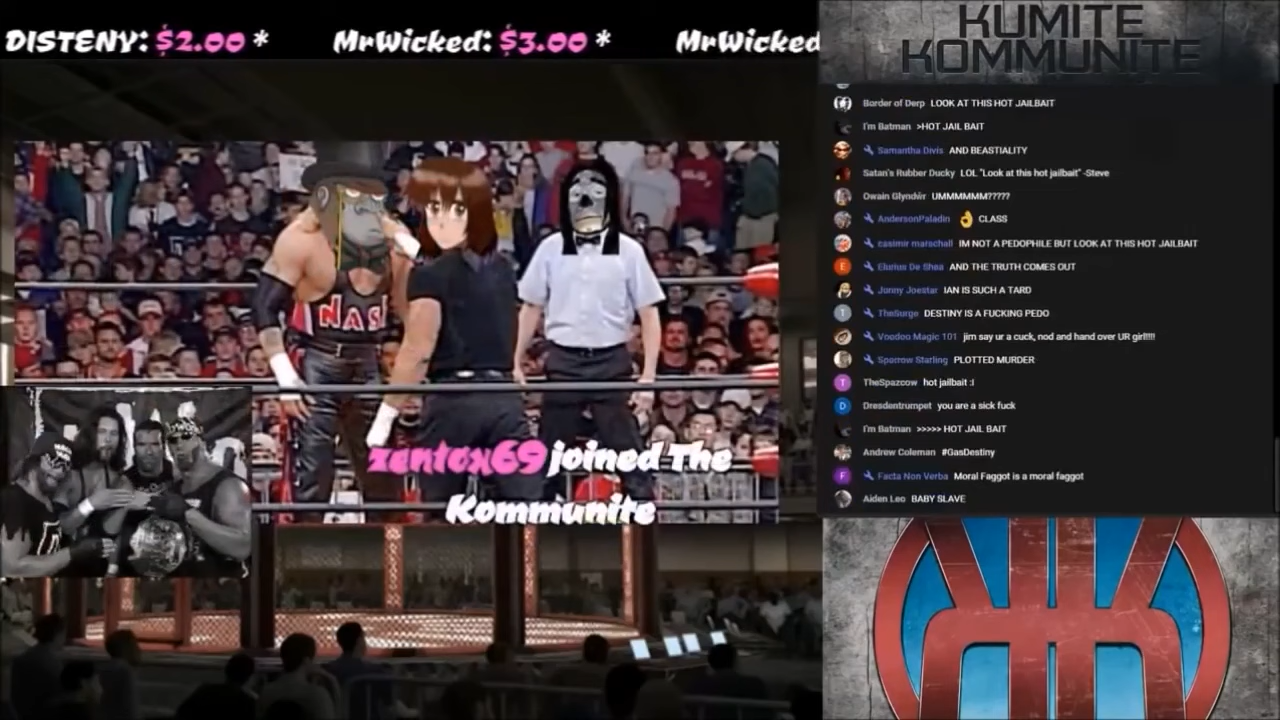 DISTENY: $2.00 * MrWicked: $3.00 * MrWicked
KUMITE
KOMMUNITE
Border of Derp LOOK AT THIS HOT JAILBAIT
I'm Batman >HOT JAIL BAIT
Samantha Divis AND BEASTIALITY
Satan's Rubber Ducky LOL "Look at this hot jailbait" -Steve
Owain Glyndŵr UMMMMMM?????
AndersonPaladin 👌 CLASS
casimir marschall IM NOT A PEDOPHILE BUT LOOK AT THIS HOT JAILBAIT
E Elurius De Shea AND THE TRUTH COMES OUT
Jonny Joestar IAN IS SUCH A TARD
T TheSurge DESTINY IS A FUCKING PEDO
Voodoo Magic 101 jim say ur a cuck, nod and hand over UR girl!!!!
Sparrow Starling PLOTTED MURDER
T TheSpazcow hot jailbait :l
D Dresdentrumpet you are a sick fuck
I'm Batman >>>>> HOT JAIL BAIT
Andrew Coleman #GasDestiny
F Facta Non Verba Moral Faggot is a moral faggot
Aiden Leo BABY SLAVE
NAS
zentox69 joined The
Kommunite